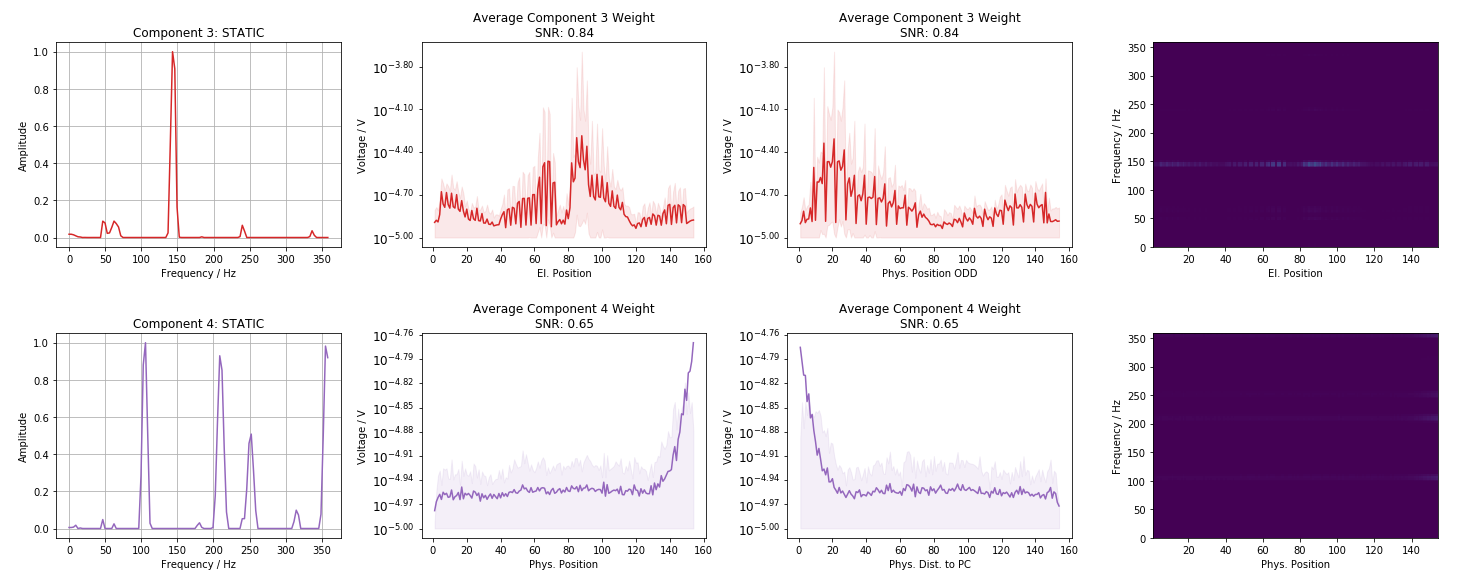 Component 3: STATIC
1.0
0.8
0.6
0.4
0.2
0.0
Amplitude
0 50 100 150 200 250 300 350
Frequency / Hz
Average Component 3 Weight
SNR: 0.84
10^−3.80
10^−4.10
10^−4.40
10^−4.70
10^−5.00
Voltage / V
0 20 40 60 80 100 120 140 160
El. Position
Average Component 3 Weight
SNR: 0.84
10^−3.80
10^−4.10
10^−4.40
10^−4.70
10^−5.00
Voltage / V
0 20 40 60 80 100 120 140 160
Phys. Position ODD
350
300
250
200
150
100
50
0
Frequency / Hz
20 40 60 80 100 120 140
El. Position
Component 4: STATIC
1.0
0.8
0.6
0.4
0.2
0.0
Amplitude
0 50 100 150 200 250 300 350
Frequency / Hz
Average Component 4 Weight
SNR: 0.65
10^−4.76
10^−4.79
10^−4.82
10^−4.85
10^−4.88
10^−4.91
10^−4.94
10^−4.97
10^−5.00
Voltage / V
0 20 40 60 80 100 120 140 160
Phys. Position
Average Component 4 Weight
SNR: 0.65
10^−4.76
10^−4.79
10^−4.82
10^−4.85
10^−4.88
10^−4.91
10^−4.94
10^−4.97
10^−5.00
Voltage / V
0 20 40 60 80 100 120 140 160
Phys. Dist. to PC
350
300
250
200
150
100
50
0
Frequency / Hz
20 40 60 80 100 120 140
Phys. Position